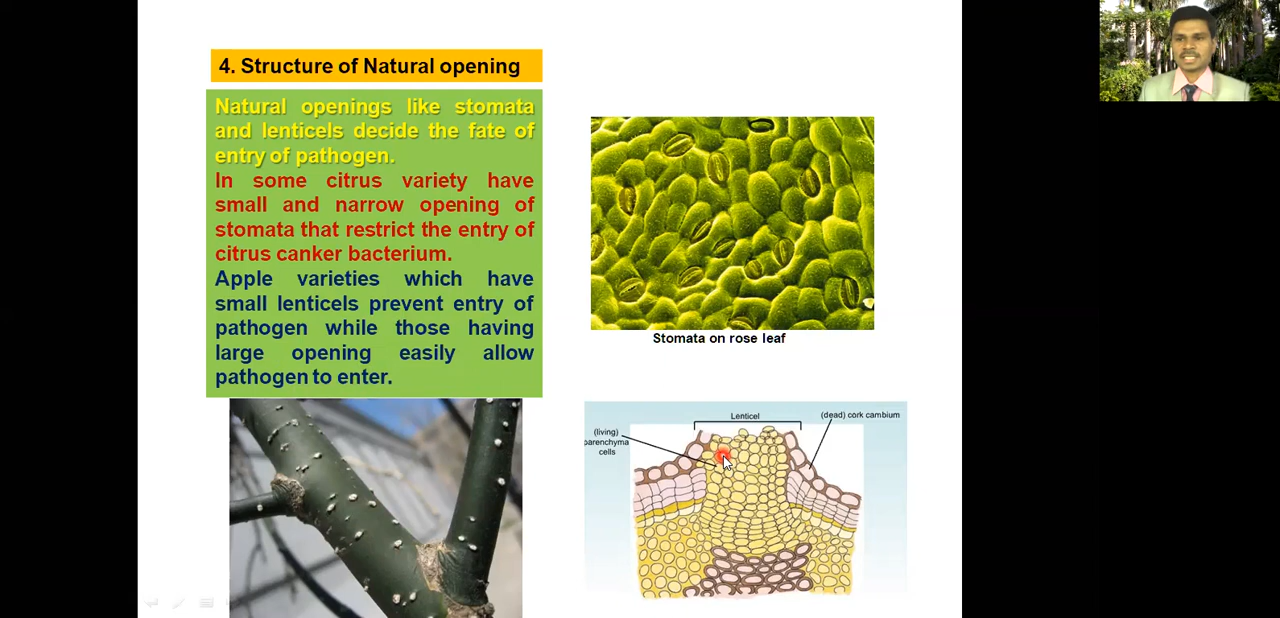 4. Structure of Natural opening
Natural openings like stomata
and lenticels decide the fate of
entry of pathogen.
In some citrus variety have
small and narrow opening of
stomata that restrict the entry of
citrus canker bacterium.
Apple varieties which have
small lenticels prevent entry of
pathogen while those having
large opening easily allow
pathogen to enter.
Stomata on rose leaf
Lenticel
(dead) cork cambium
(living)
parenchyma
cells